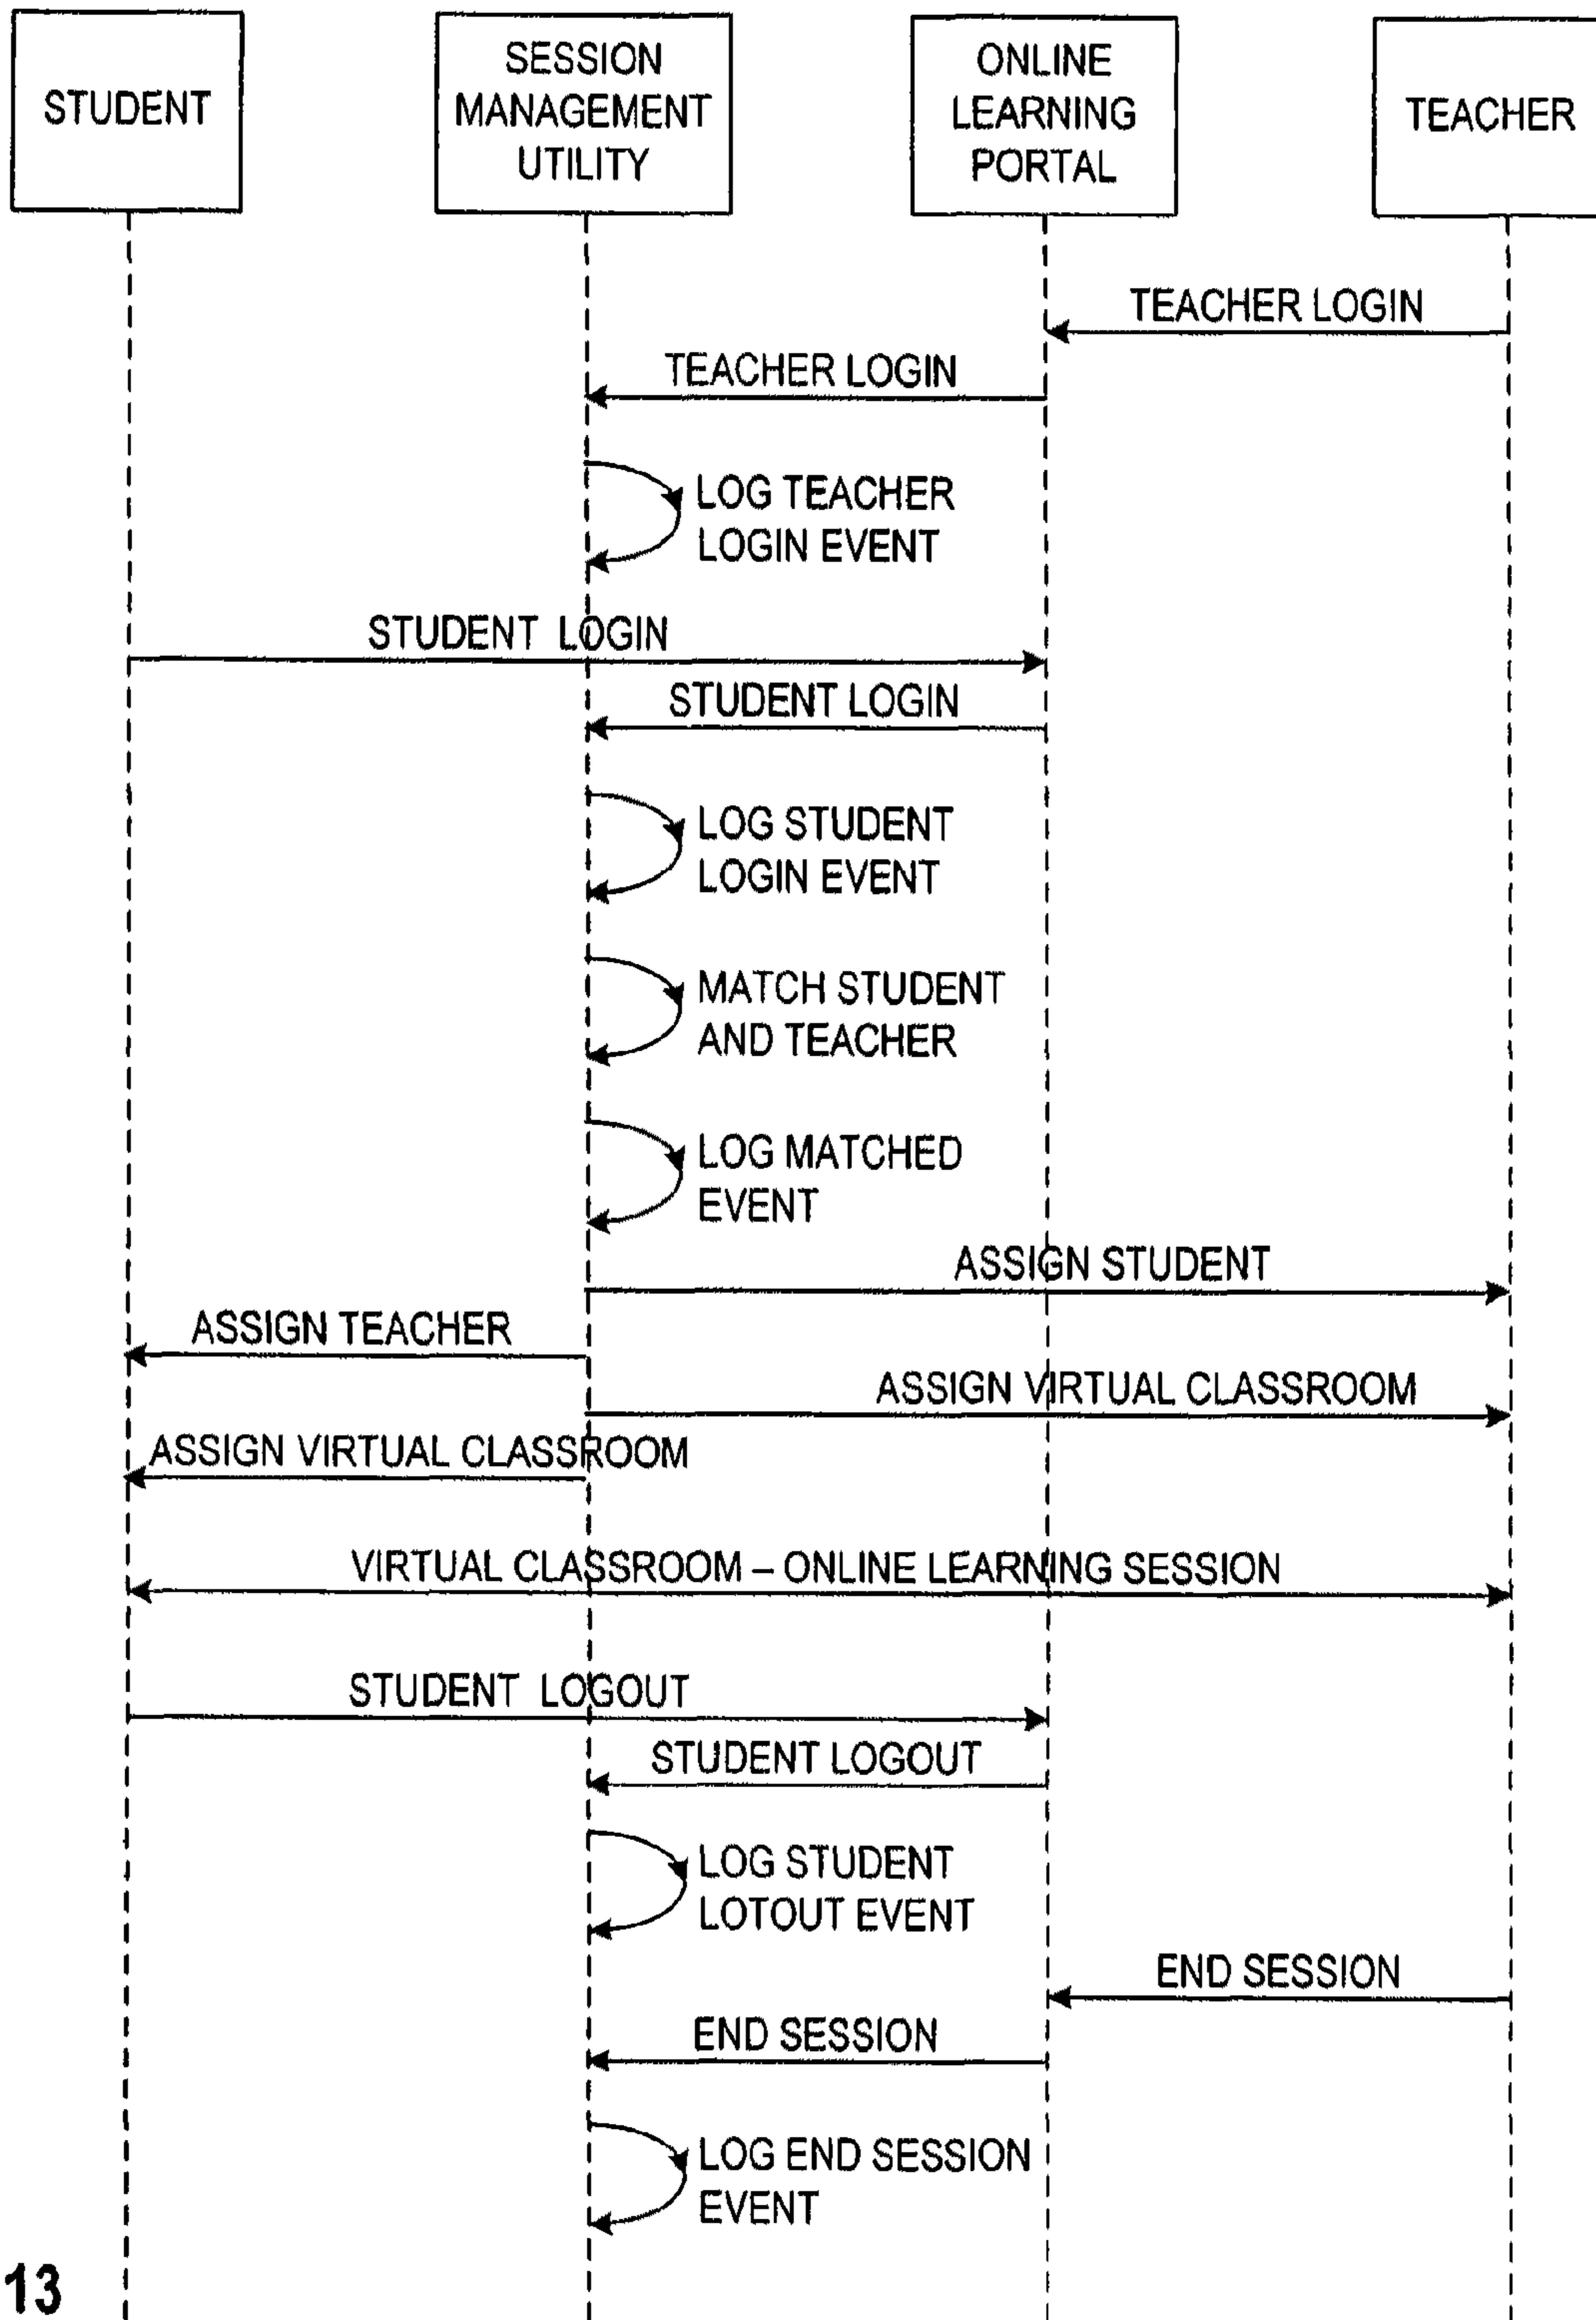 STUDENT
SESSION
MANAGEMENT
UTILITY
ONLINE
LEARNING
PORTAL
TEACHER
TEACHER LOGIN
TEACHER LOGIN
LOG TEACHER
LOGIN EVENT
STUDENT LOGIN
STUDENT LOGIN
LOG STUDENT
LOGIN EVENT
MATCH STUDENT
AND TEACHER
LOG MATCHED
EVENT
ASSIGN STUDENT
ASSIGN TEACHER
ASSIGN VIRTUAL CLASSROOM
ASSIGN VIRTUAL CLASSROOM
VIRTUAL CLASSROOM – ONLINE LEARNING SESSION
STUDENT LOGOUT
STUDENT LOGOUT
LOG STUDENT
LOTOUT EVENT
END SESSION
END SESSION
LOG END SESSION
EVENT
13